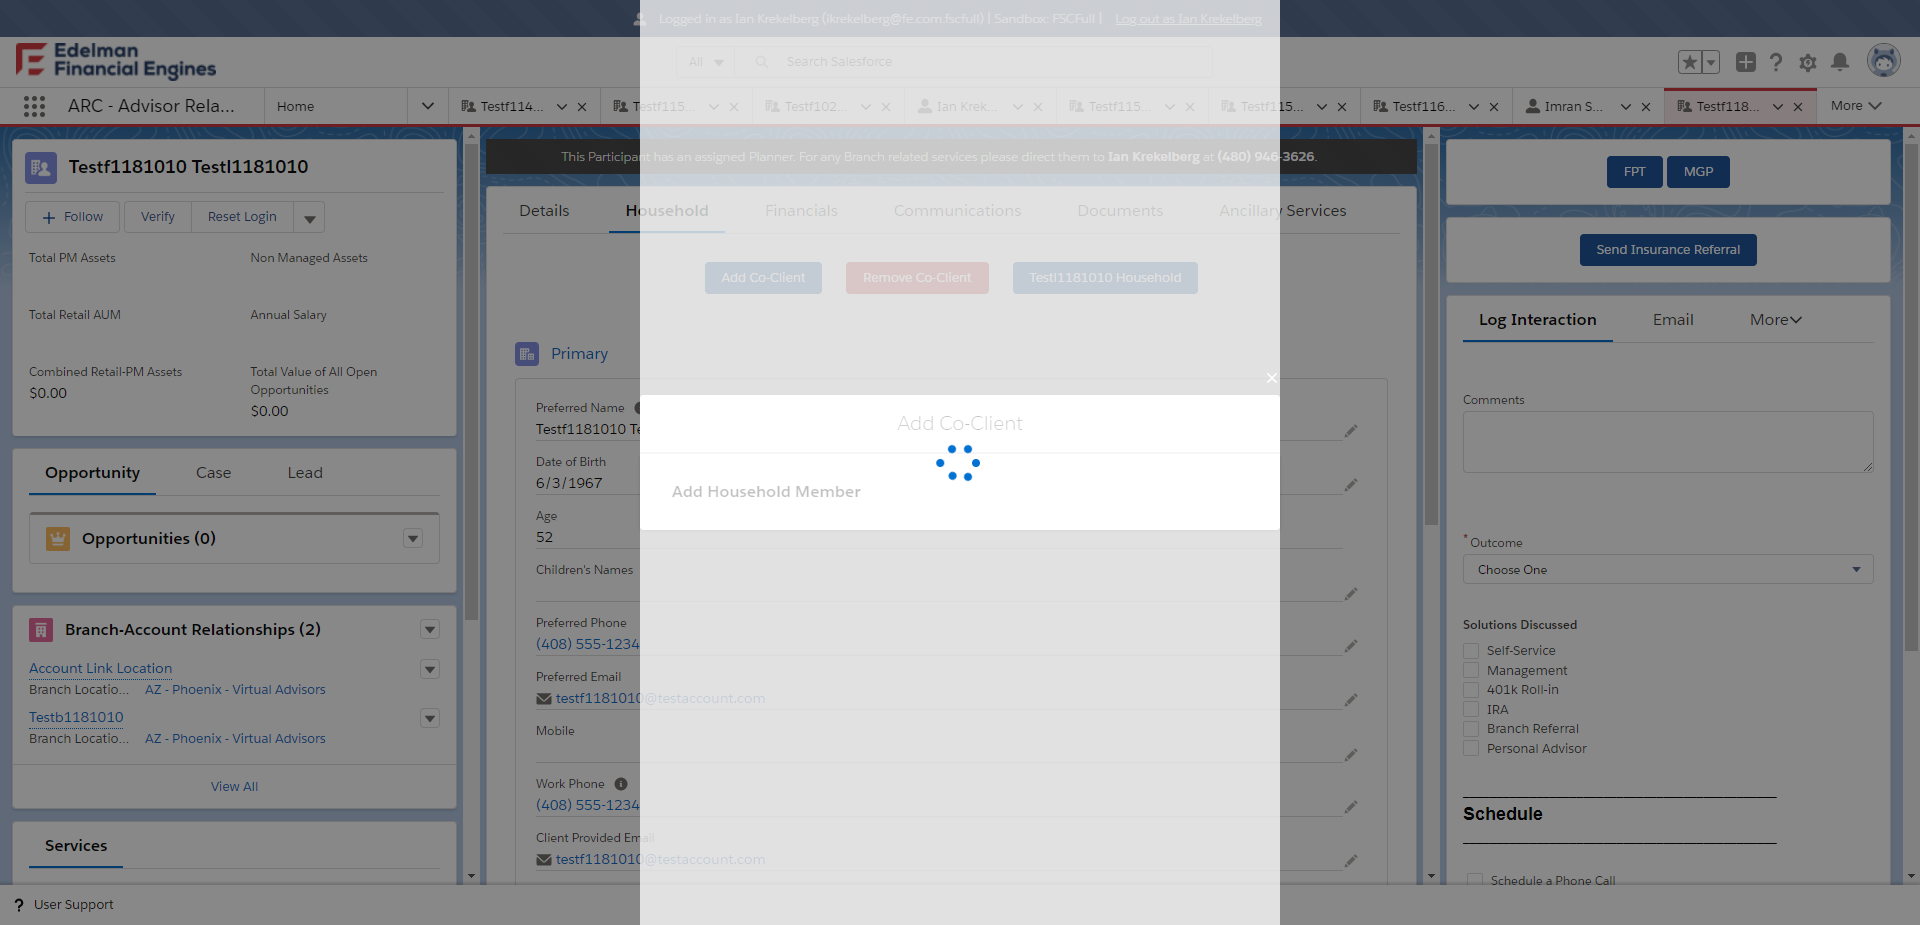 Logged in as Ian Krekelberg (ikrekelberg@fe.com.fscfull) | Sandbox: FSCFull | Log out as Ian Krekelberg
Edelman
Financial Engines
All
Search Salesforce
ARC - Advisor Rela...
Home
Testf114...
Testf115...
Testf102...
Ian Krek...
Testf115...
Testf115...
Testf116...
Imran S...
Testf118...
More
Testf1181010 Testl1181010
Follow
Verify
Reset Login
Total PM Assets
Non Managed Assets
Total Retail AUM
Annual Salary
Combined Retail-PM Assets
$0.00
Total Value of All Open
Opportunities
$0.00
Opportunity
Case
Lead
Opportunities (0)
Branch-Account Relationships (2)
Account Link Location
Branch Locatio... AZ - Phoenix - Virtual Advisors
Testb1181010
Branch Locatio... AZ - Phoenix - Virtual Advisors
View All
Services
This Participant has an assigned Planner. For any Branch related services please direct them to Ian Krekelberg at (480) 946-3626.
Details
Household
Financials
Communications
Documents
Ancillary Services
Add Co-Client
Remove Co-Client
Testl1181010 Household
Primary
Preferred Name
Testf1181010 Te
Date of Birth
6/3/1967
Age
52
Children's Names
Preferred Phone
(408) 555-1234
Preferred Email
testf1181010@testaccount.com
Mobile
Work Phone
(408) 555-1234
Client Provided Email
testf1181010@testaccount.com
Add Co-Client
Add Household Member
FPT
MGP
Send Insurance Referral
Log Interaction
Email
More
Comments
* Outcome
Choose One
Solutions Discussed
Self-Service
Management
401k Roll-in
IRA
Branch Referral
Personal Advisor
Schedule
Schedule a Phone Call
? User Support